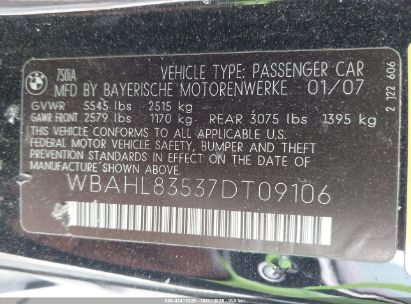 750iA
VEHICLE TYPE: PASSENGER CAR
MFD BY BAYERISCHE MOTORENWERKE 01/07
GVWR 5545 lbs 2515 kg
GAWR FRONT 2579 lbs 1170 kg REAR 3075 lbs 1395 kg
THIS VEHICLE CONFORMS TO ALL APPLICABLE U.S.
FEDERAL MOTOR VEHICLE SAFETY, BUMPER AND THEFT
PREVENTION STANDARDS IN EFFECT ON THE DATE OF
MANUFACTURE SHOWN ABOVE.
WBAHL83537DT09106
2 122 606